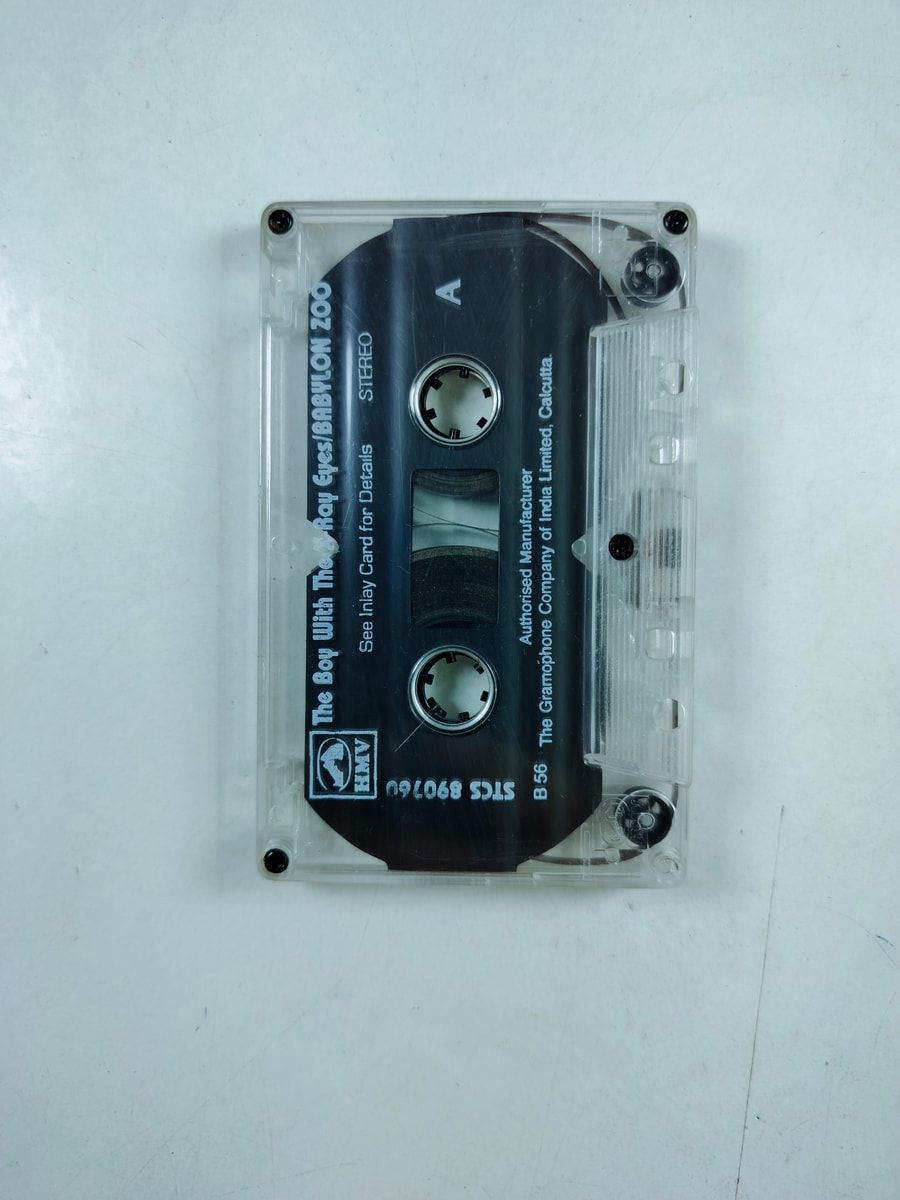 The Boy With The X-Ray Eyes/BABYLON ZOO
See Inlay Card for Details STEREO
A
HMV
STCS 890760
Authorised Manufacturer
B 56 The Gramophone Company of India Limited, Calcutta.